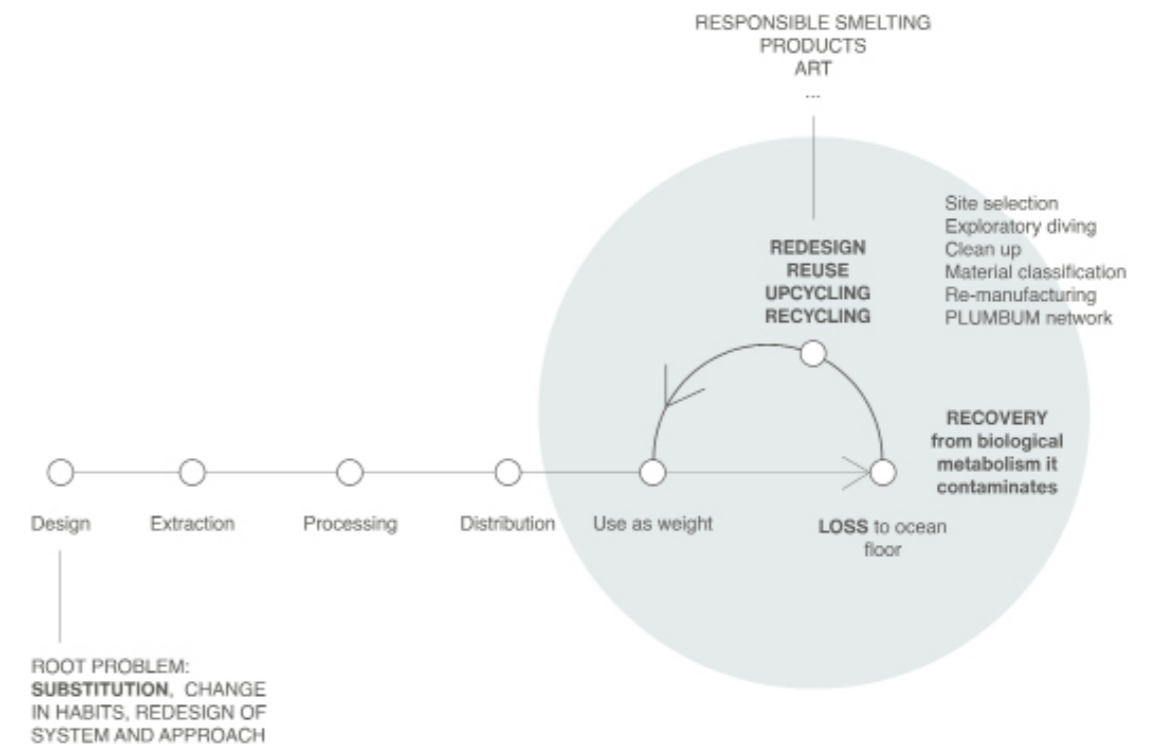 RESPONSIBLE SMELTING
PRODUCTS
ART
...
Site selection
Exploratory diving
Clean up
Material classification
Re-manufacturing
PLUMBUM network
REDESIGN
REUSE
UPCYCLING
RECYCLING
RECOVERY
from biological
metabolism it
contaminates
Design
Extraction
Processing
Distribution
Use as weight
LOSS to ocean
floor
ROOT PROBLEM:
SUBSTITUTION, CHANGE
IN HABITS, REDESIGN OF
SYSTEM AND APPROACH